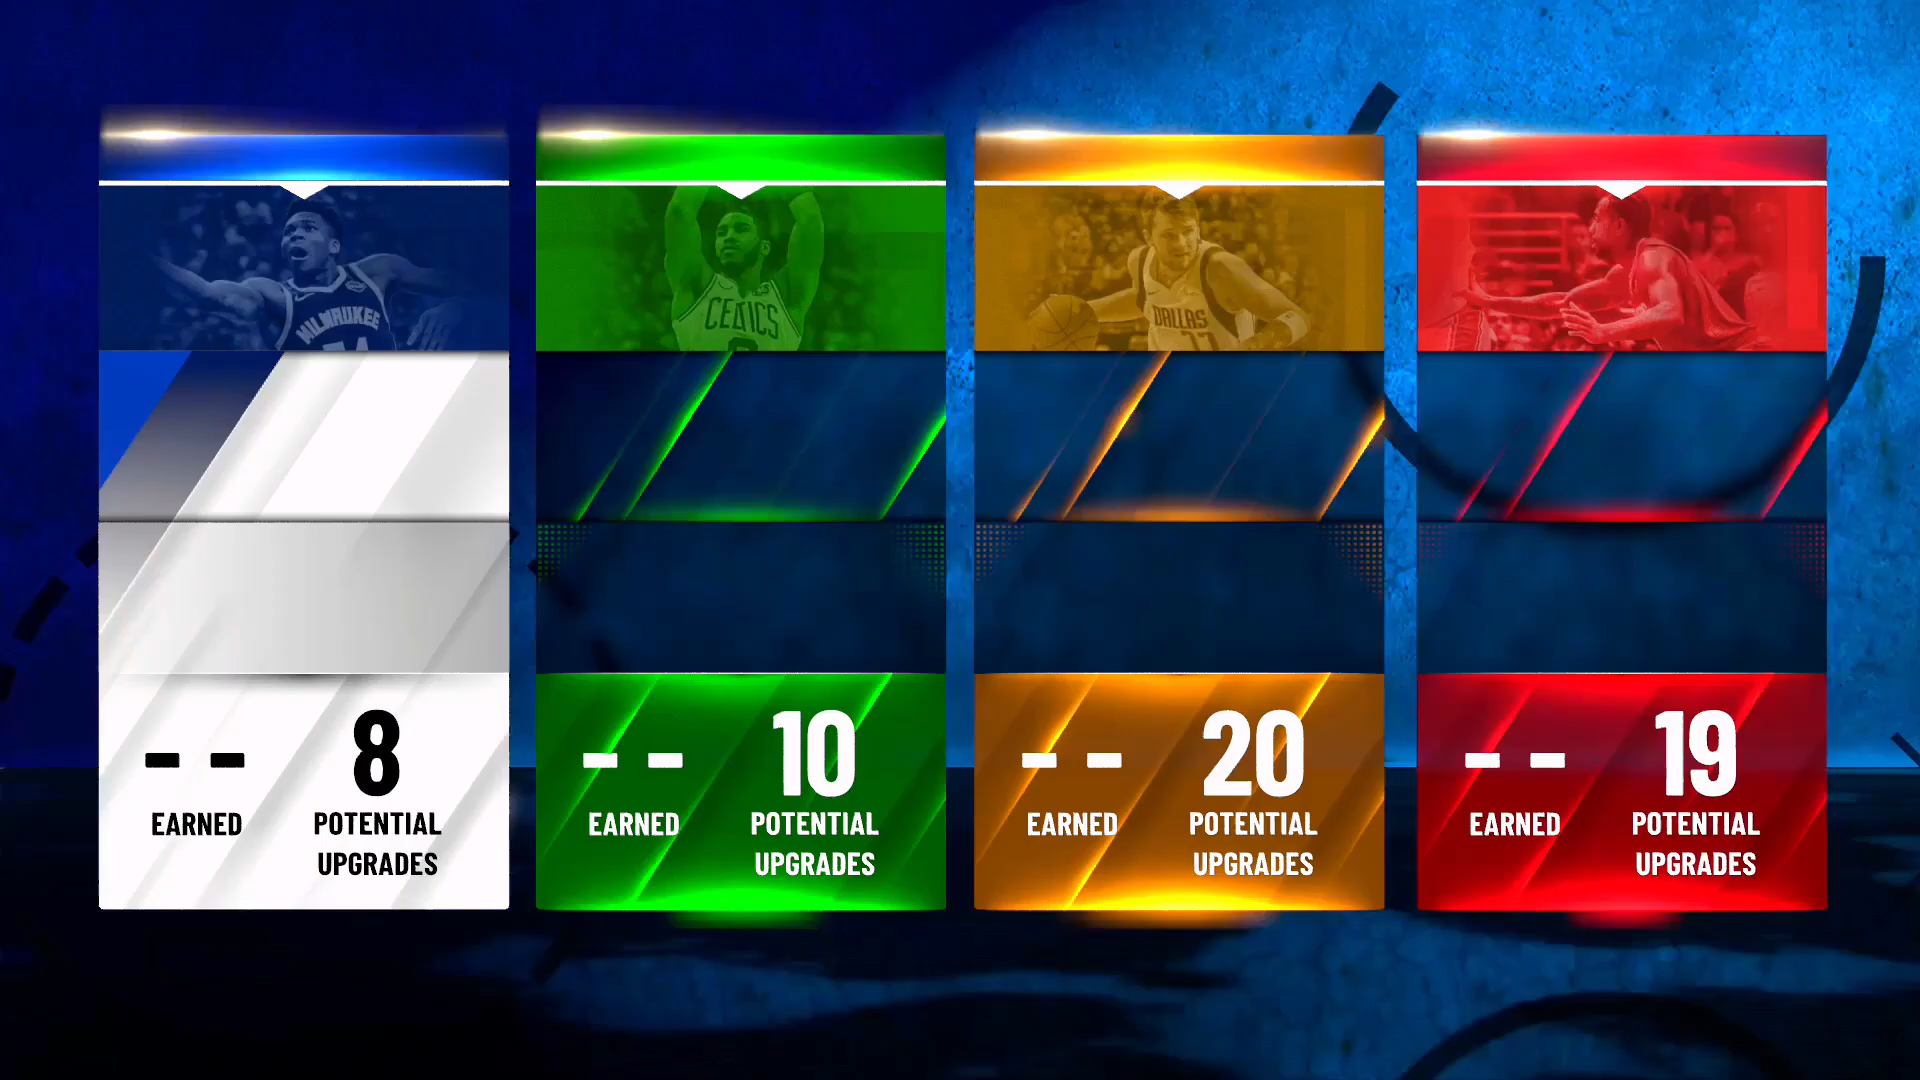 MILWAUKEE
CELTICS
DALLAS
77
-- 8
EARNED POTENTIAL
UPGRADES
-- 10
EARNED POTENTIAL
UPGRADES
-- 20
EARNED POTENTIAL
UPGRADES
-- 19
EARNED POTENTIAL
UPGRADES